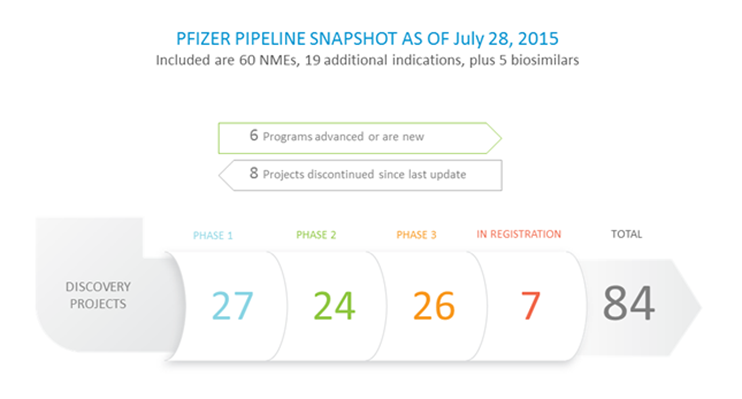 PFIZER PIPELINE SNAPSHOT AS OF July 28, 2015
Included are 60 NMEs, 19 additional indications, plus 5 biosimilars
6 Programs advanced or are new
8 Projects discontinued since last update
DISCOVERY
PROJECTS
PHASE 1
PHASE 2
PHASE 3
IN REGISTRATION
TOTAL
27
24
26
7
84